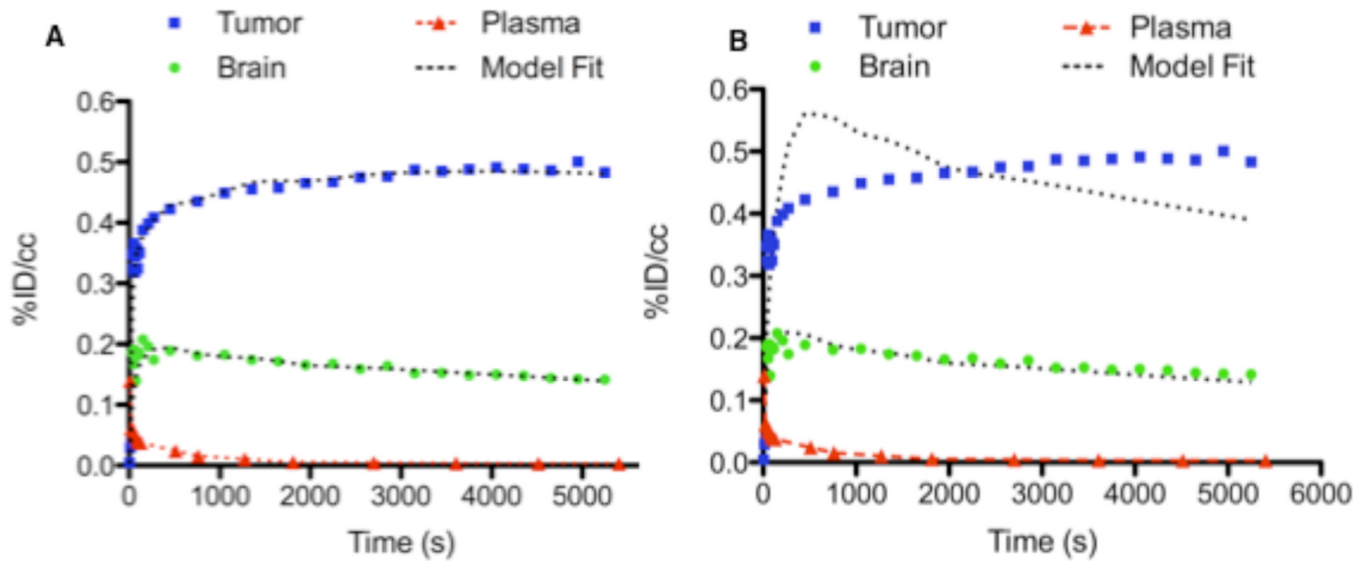 A
Tumor
Plasma
Brain
Model Fit
0.6
0.5
0.4
0.3
0.2
0.1
0.0
%ID/cc
0 1000 2000 3000 4000 5000
Time (s)
B
Tumor
Plasma
Brain
Model Fit
0.6
0.5
0.4
0.3
0.2
0.1
0.0
%ID/cc
0 1000 2000 3000 4000 5000 6000
Time (s)